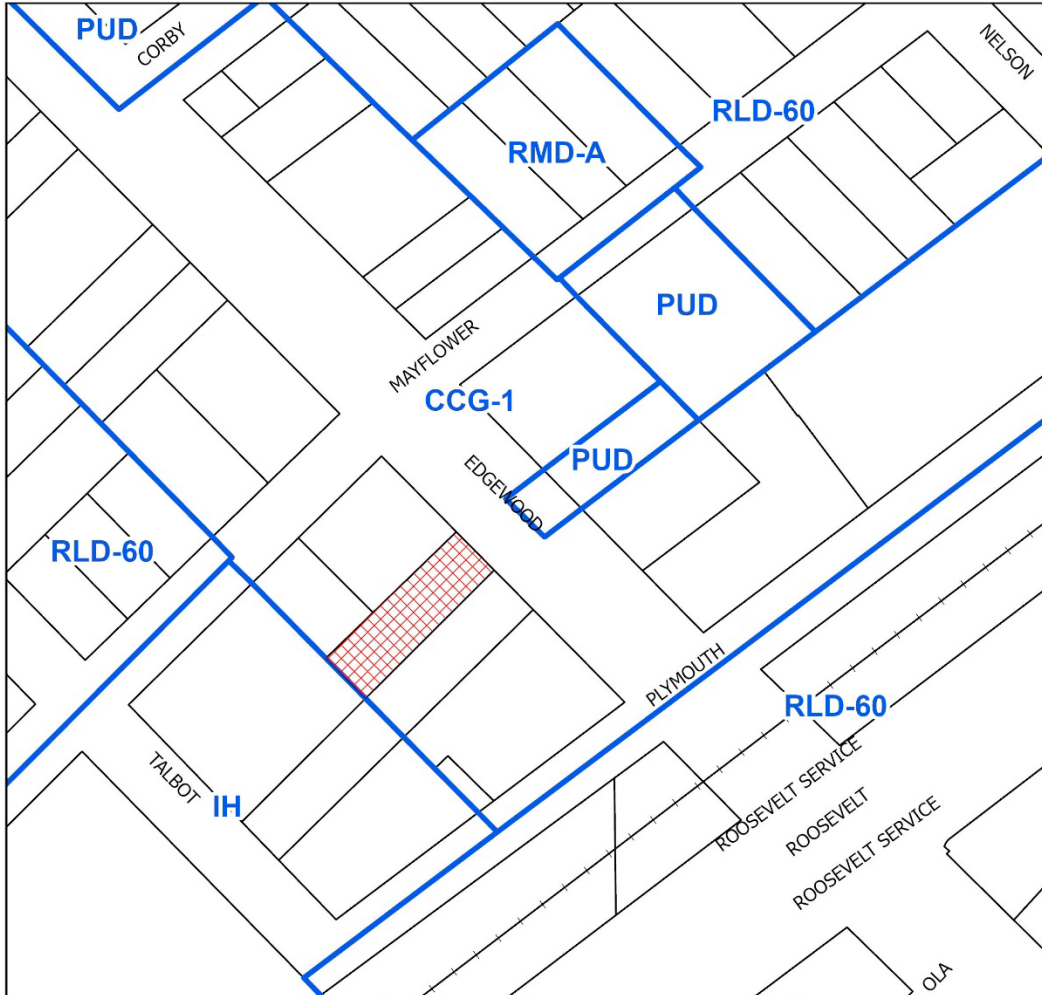 PUD
CORBY
NELSON
RLD-60
RMD-A
PUD
MAYFLOWER
CCG-1
PUD
EDGEWOOD
RLD-60
PLYMOUTH
RLD-60
TALBOT
IH
ROOSEVELT SERVICE
ROOSEVELT
ROOSEVELT SERVICE
OLA